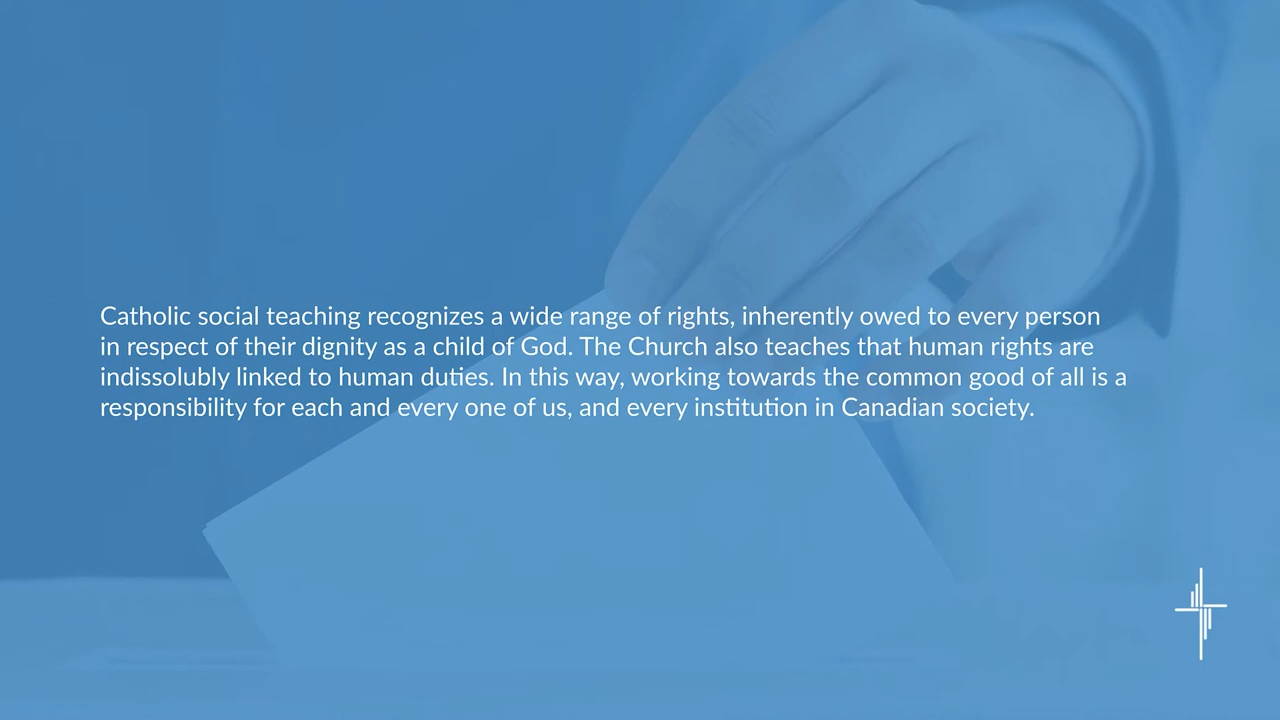 Catholic social teaching recognizes a wide range of rights, inherently owed to every person
in respect of their dignity as a child of God. The Church also teaches that human rights are
indissolubly linked to human duties. In this way, working towards the common good of all is a
responsibility for each and every one of us, and every institution in Canadian society.